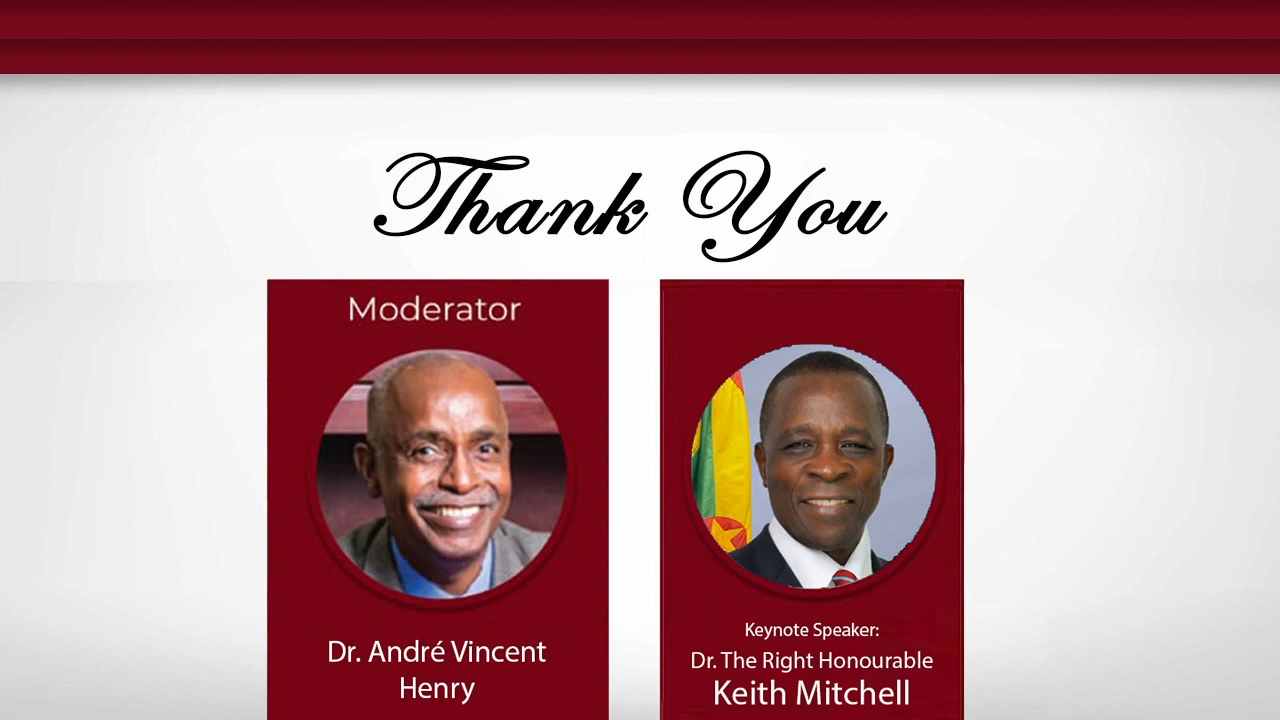 Thank You
Moderator
Dr. André Vincent
Henry
Keynote Speaker:
Dr. The Right Honourable
Keith Mitchell